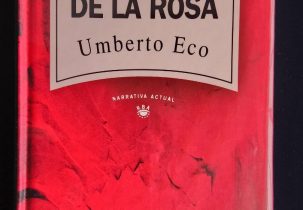 DE LA ROSA
Umberto Eco
NARRATIVA ACTUAL
RBA